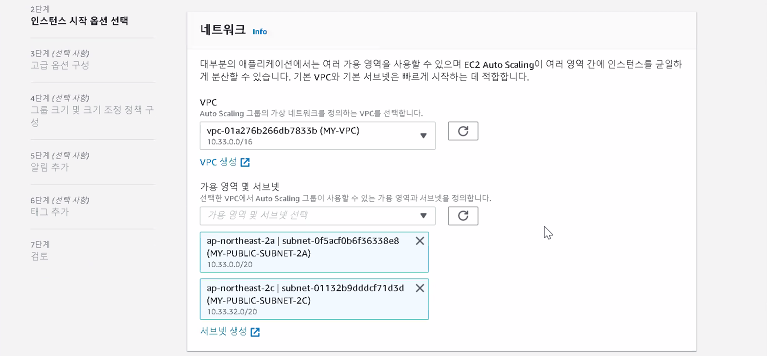 2단계
인스턴스 시작 옵션 선택
3단계 (선택 사항)
고급 옵션 구성
4단계 (선택 사항)
그룹 크기 및 크기 조정 정책 구
성
5단계 (선택 사항)
알림 추가
6단계 (선택 사항)
태그 추가
7단계
검토
네트워크 Info
대부분의 애플리케이션에서는 여러 가용 영역을 사용할 수 있으며 EC2 Auto Scaling이 여러 영역 간에 인스턴스를 균일하
게 분산할 수 있습니다. 기본 VPC와 기본 서브넷은 빠르게 시작하는 데 적합합니다.
VPC
Auto Scaling 그룹의 가상 네트워크를 정의하는 VPC를 선택합니다.
vpc-01a276b266db7833b (MY-VPC)
10.33.0.0/16
VPC 생성
가용 영역 및 서브넷
선택한 VPC에서 Auto Scaling 그룹이 사용할 수 있는 가용 영역과 서브넷을 정의합니다.
가용 영역 및 서브넷 선택
ap-northeast-2a | subnet-0f5acf0b6f36338e8
(MY-PUBLIC-SUBNET-2A)
10.33.0.0/20
ap-northeast-2c | subnet-01132b9dddcf71d3d
(MY-PUBLIC-SUBNET-2C)
10.33.32.0/20
서브넷 생성